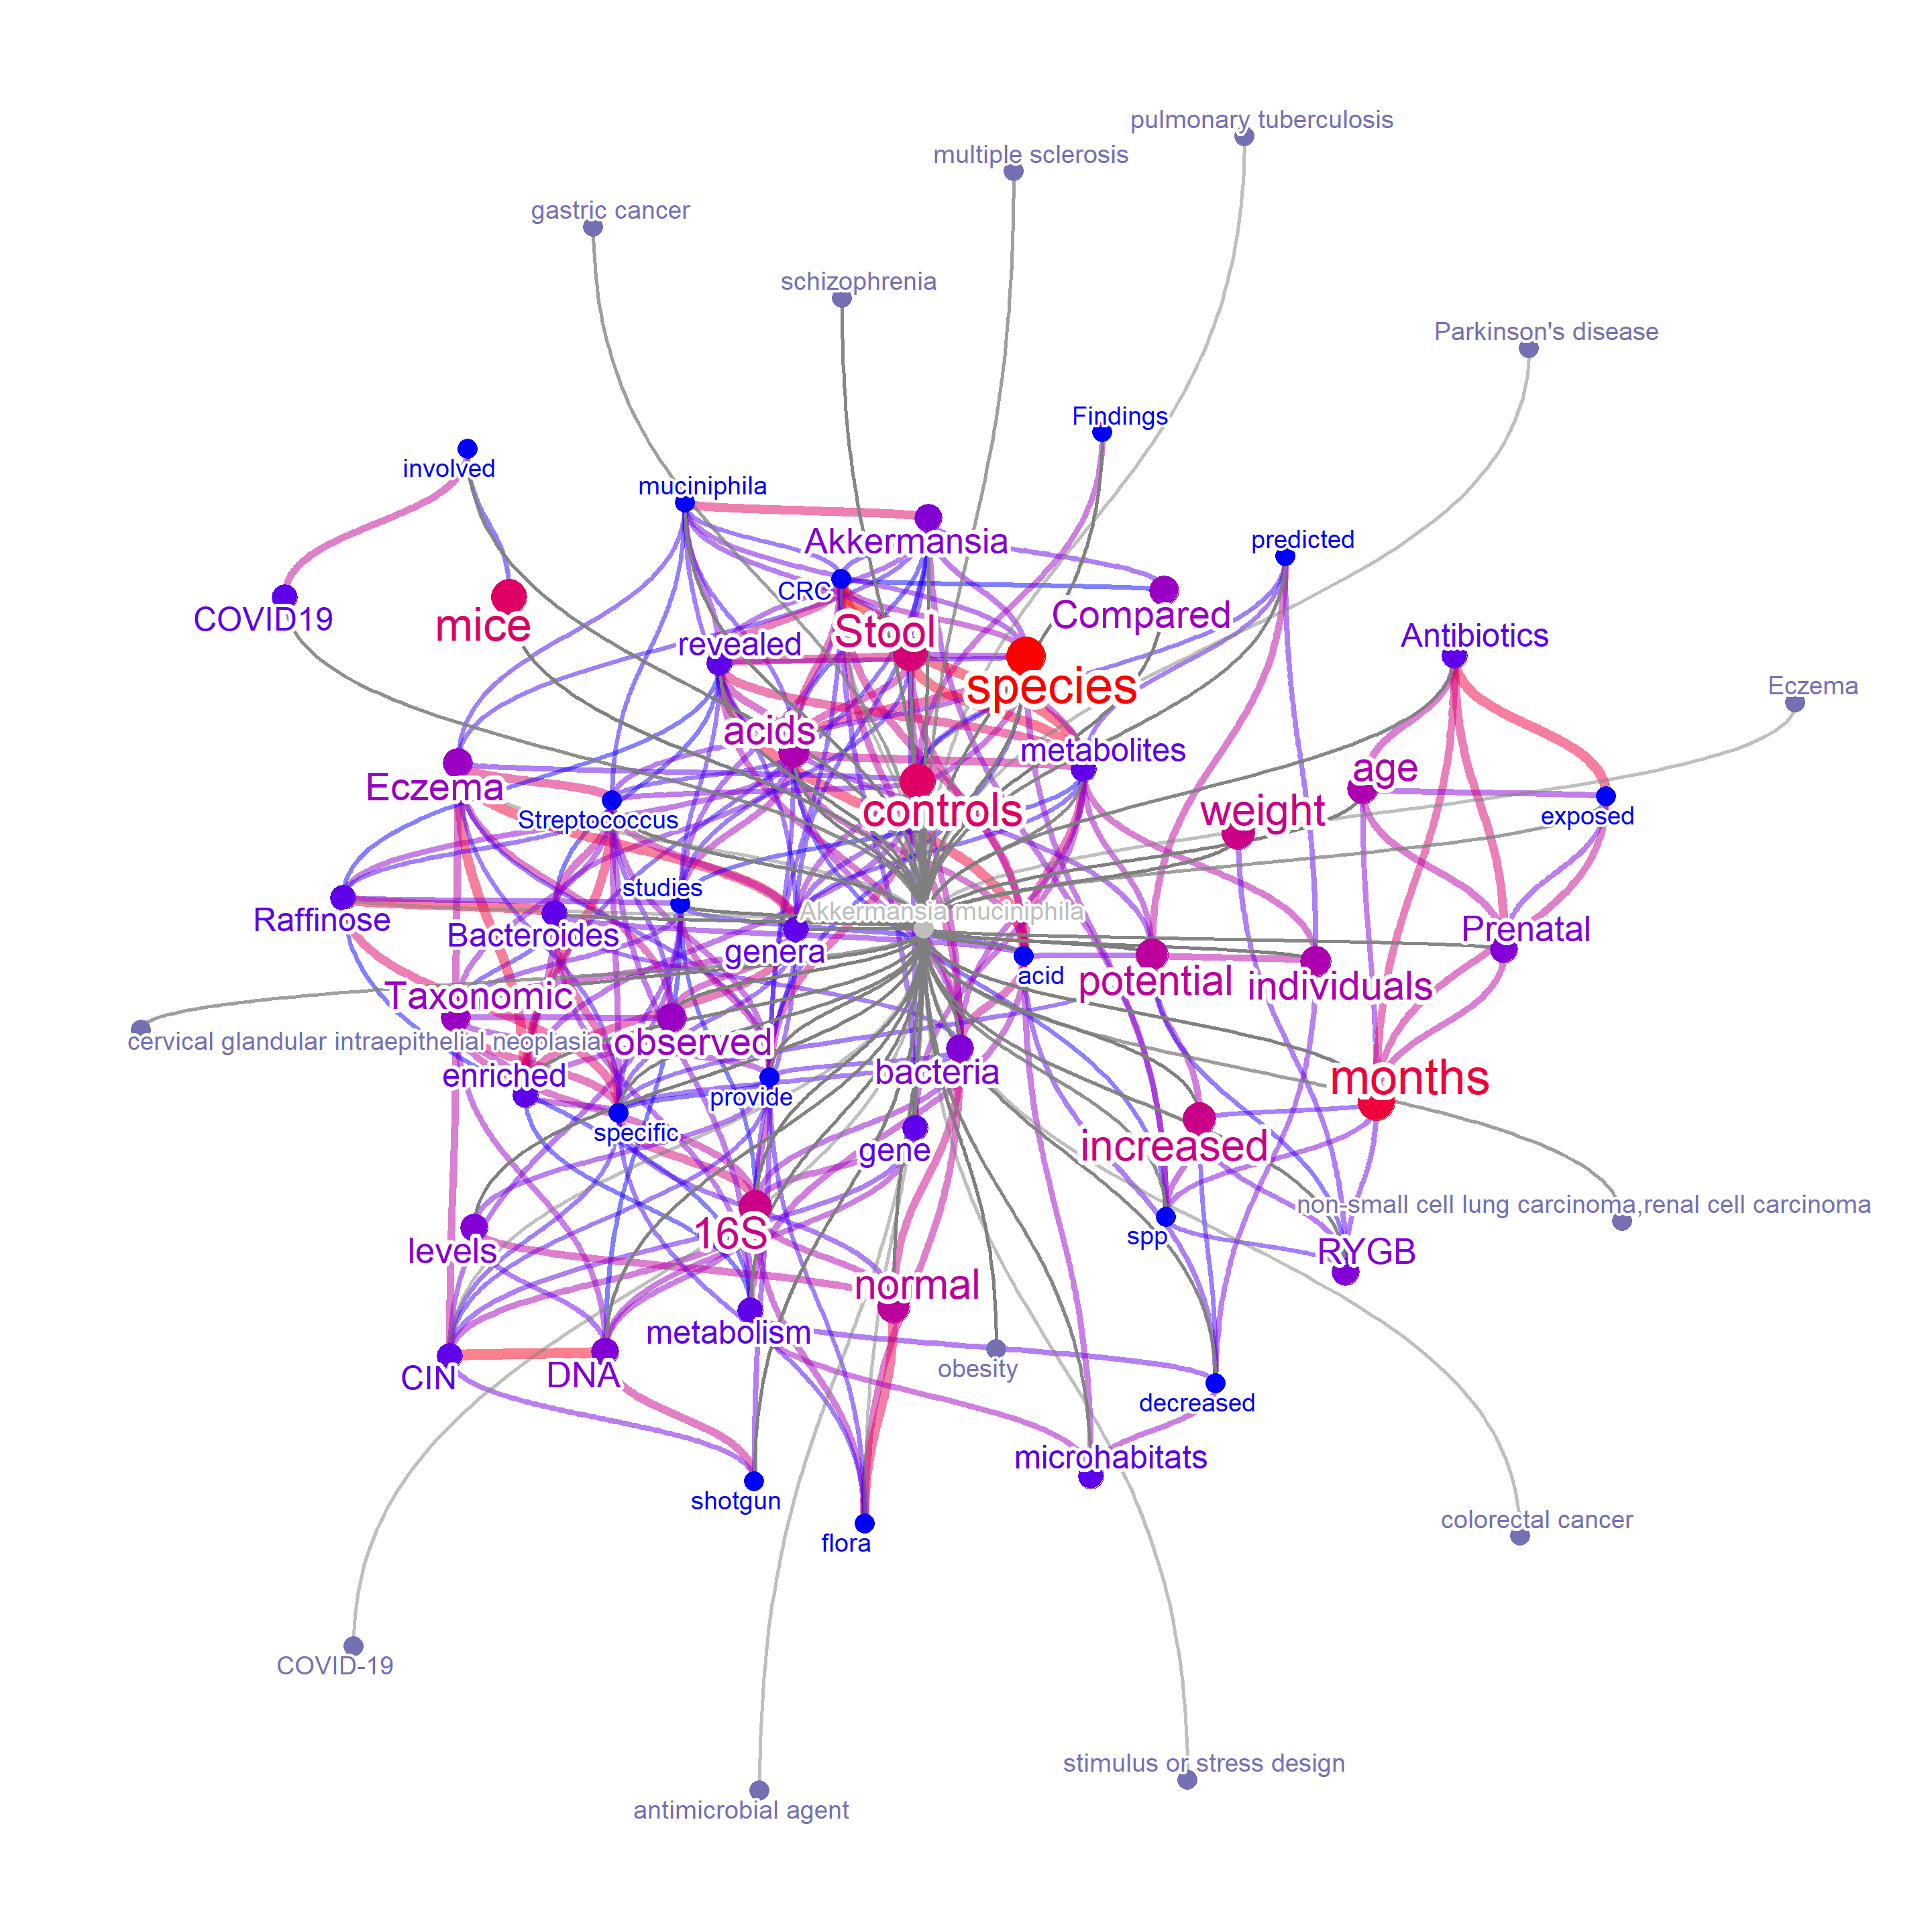 pulmonary tuberculosis
multiple sclerosis
gastric cancer
schizophrenia
Parkinson's disease
Findings
involved
muciniphila
Akkermansia
predicted
CRC
COVID19
mice
Compared
Stool
revealed
Antibiotics
species
Eczema
acids
metabolites
age
Eczema
controls
weight
Streptococcus
exposed
studies
Akkermansia muciniphila
Raffinose
Bacteroides
genera
Prenatal
acid
potential
individuals
Taxonomic
cervical glandular intraepithelial neoplasia
observed
enriched
bacteria
months
provide
specific
gene
increased
non-small cell lung carcinoma,renal cell carcinoma
16S
spp
levels
RYGB
normal
metabolism
obesity
CIN
DNA
decreased
microhabitats
shotgun
colorectal cancer
flora
COVID-19
stimulus or stress design
antimicrobial agent